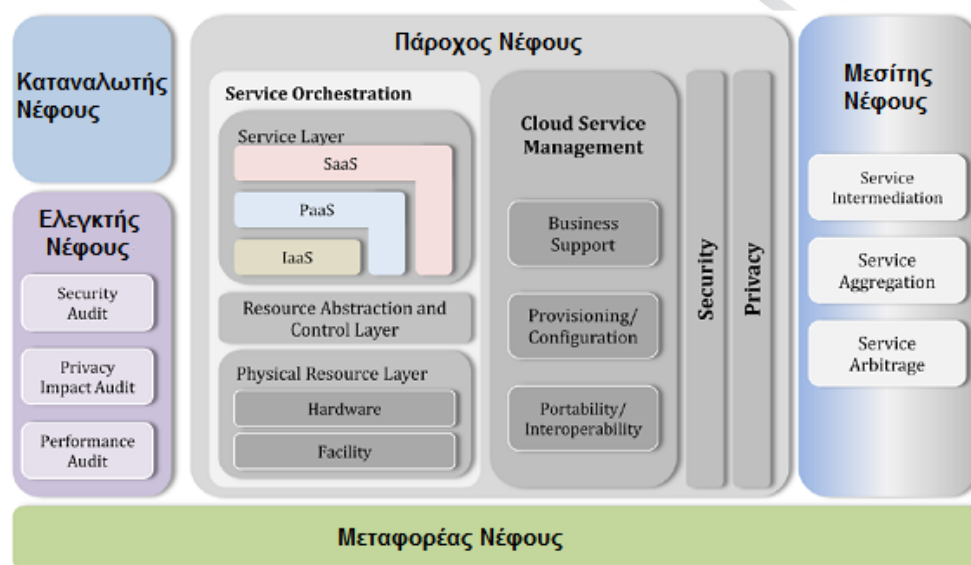 Καταναλωτής
Νέφους
Ελεγκτής
Νέφους
Security
Audit
Privacy
Impact Audit
Performance
Audit
Πάροχος Νέφους
Service Orchestration
Service Layer
SaaS
PaaS
IaaS
Resource Abstraction and
Control Layer
Physical Resource Layer
Hardware
Facility
Cloud Service
Management
Business
Support
Provisioning/
Configuration
Portability/
Interoperability
Security
Privacy
Μεσίτης
Νέφους
Service
Intermediation
Service
Aggregation
Service
Arbitrage
Μεταφορέας Νέφους